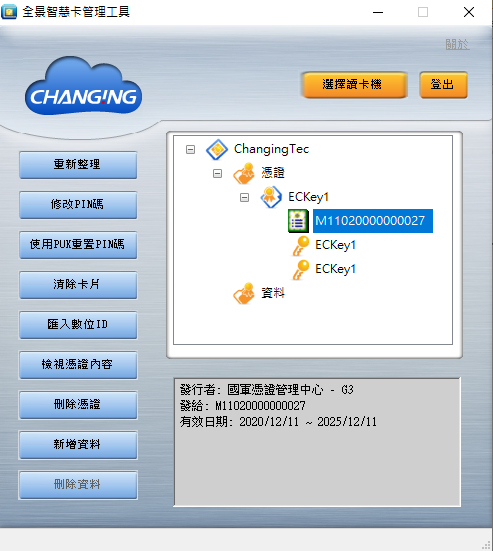 全景智慧卡管理工具
關於
CHANGING
選擇讀卡機
登出
重新整理
修改PIN碼
使用PUK重置PIN碼
清除卡片
匯入數位ID
檢視憑證內容
刪除憑證
新增資料
刪除資料
ChangingTec
憑證
ECKey1
M11020000000027
ECKey1
ECKey1
資料
發行者: 國軍憑證管理中心 - G3
發給: M11020000000027
有效日期: 2020/12/11 ~ 2025/12/11